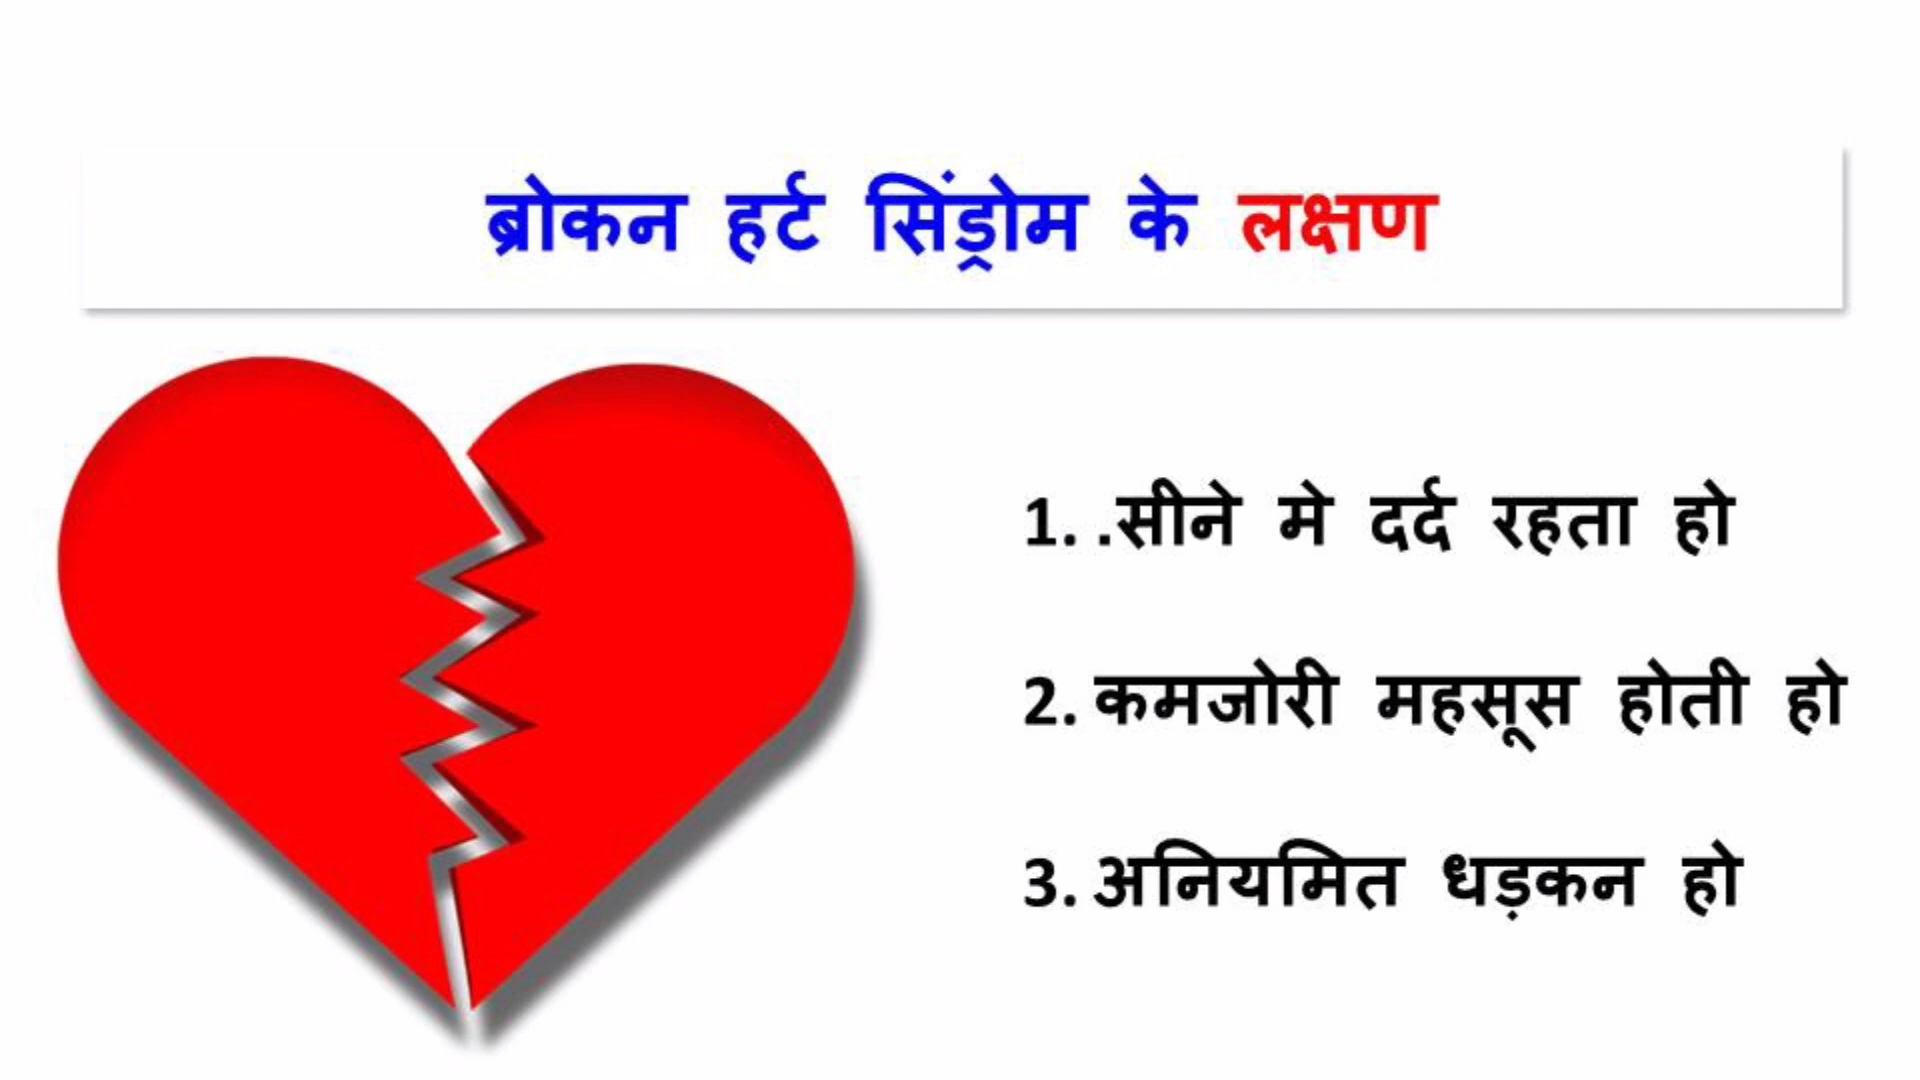 ब्रोकन हर्ट सिंड्रोम के लक्षण
1. .सीने मे दर्द रहता हो
2. कमजोरी महसूस होती हो
3. अनियमित धड़कन हो